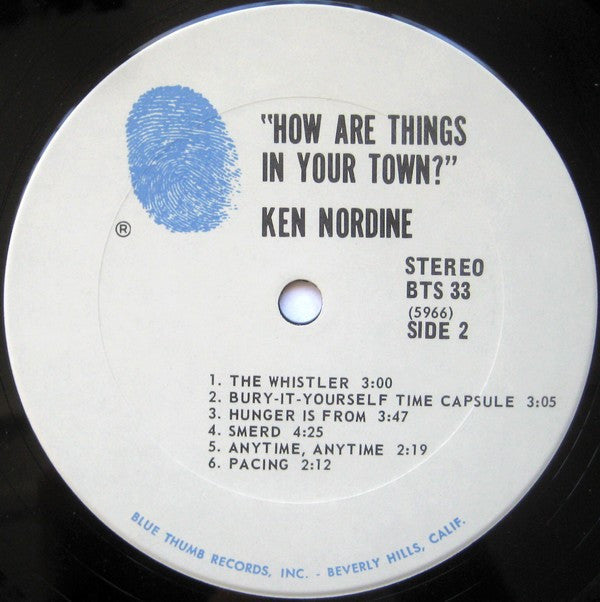 "HOW ARE THINGS
IN YOUR TOWN?"
KEN NORDINE
®
STEREO
BTS 33
(5966)
SIDE 2
1. THE WHISTLER 3:00
2. BURY-IT-YOURSELF TIME CAPSULE 3:05
3. HUNGER IS FROM 3:47
4. SMERD 4:25
5. ANYTIME, ANYTIME 2:19
6. PACING 2:12
BLUE THUMB RECORDS, INC. - BEVERLY HILLS, CALIF.